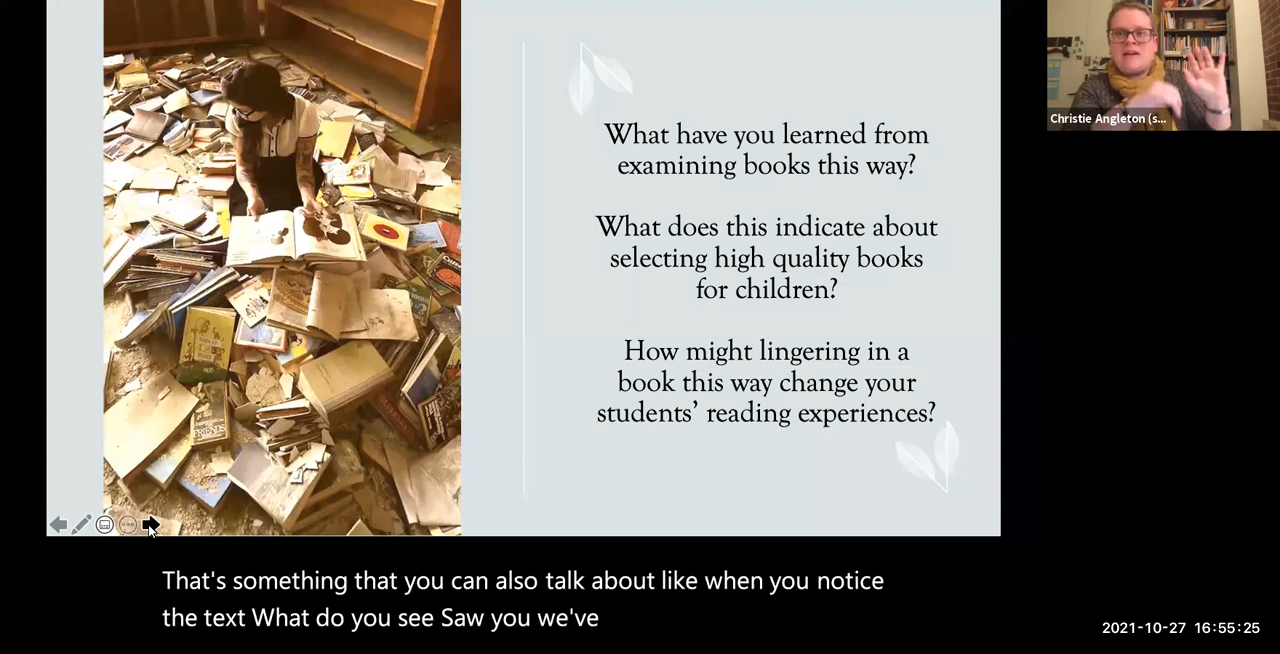 What have you learned from
examining books this way?
What does this indicate about
selecting high quality books
for children?
How might lingering in a
book this way change your
students' reading experiences?
Christie Angleton (s...
FRIENDS
That's something that you can also talk about like when you notice
the text What do you see Saw you we've
2021-10-27 16:55:25